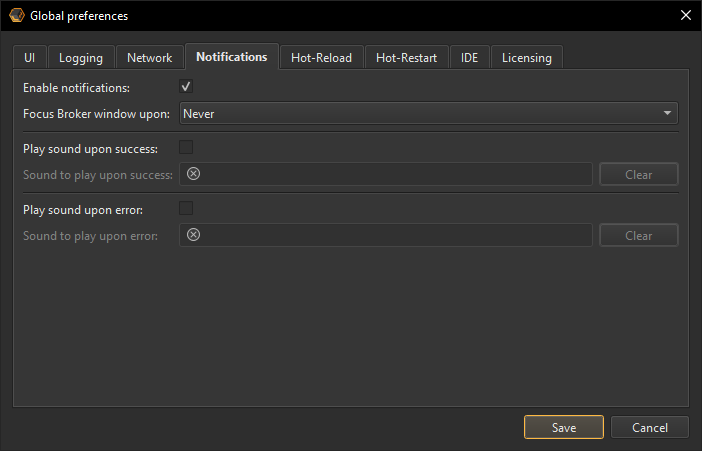 Global preferences
UI Logging Network Notifications Hot-Reload Hot-Restart IDE Licensing
Enable notifications:
Focus Broker window upon: Never
Play sound upon success:
Sound to play upon success: Clear
Play sound upon error:
Sound to play upon error: Clear
Save Cancel